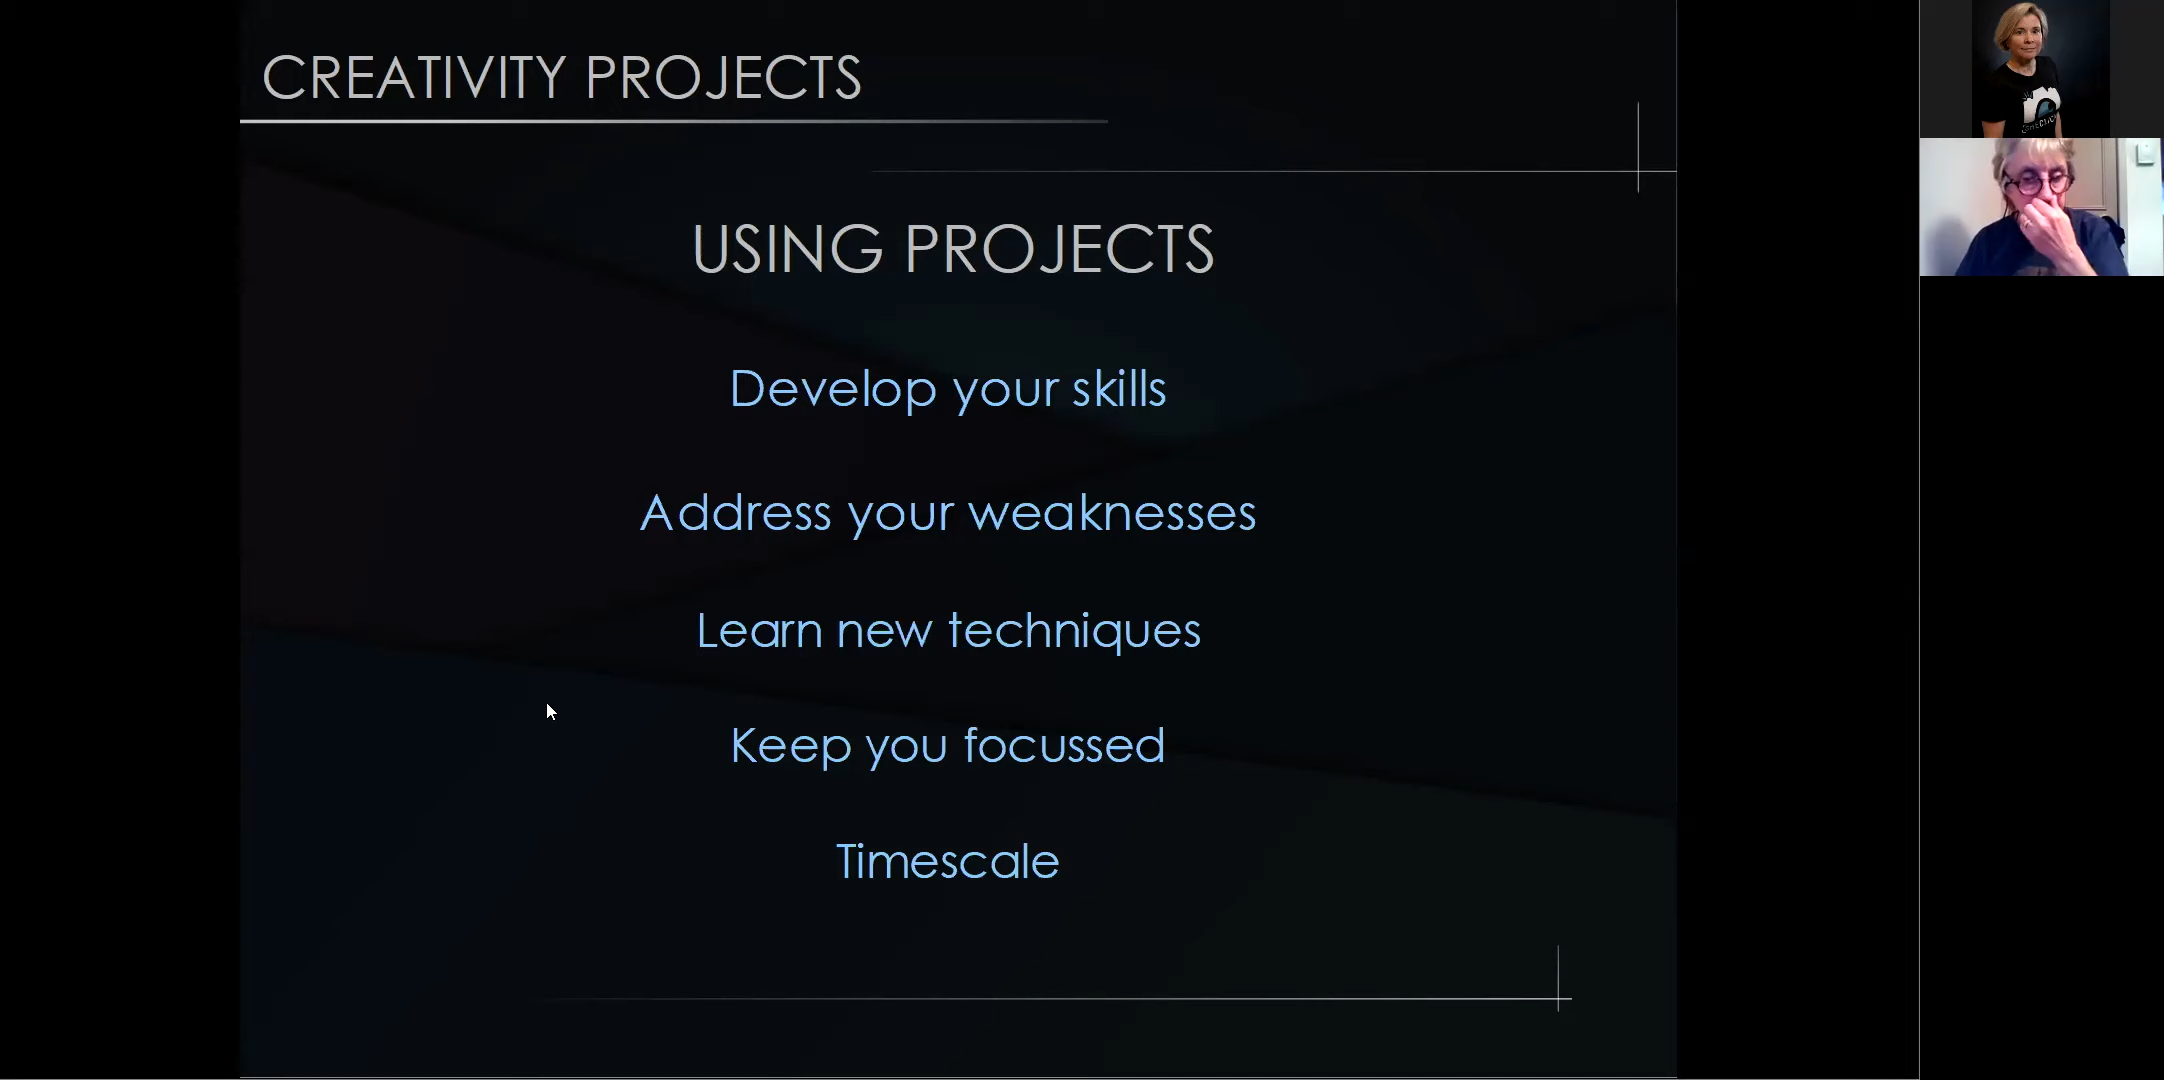 CREATIVITY PROJECTS
USING PROJECTS
Develop your skills
Address your weaknesses
Learn new techniques
Keep you focussed
Timescale